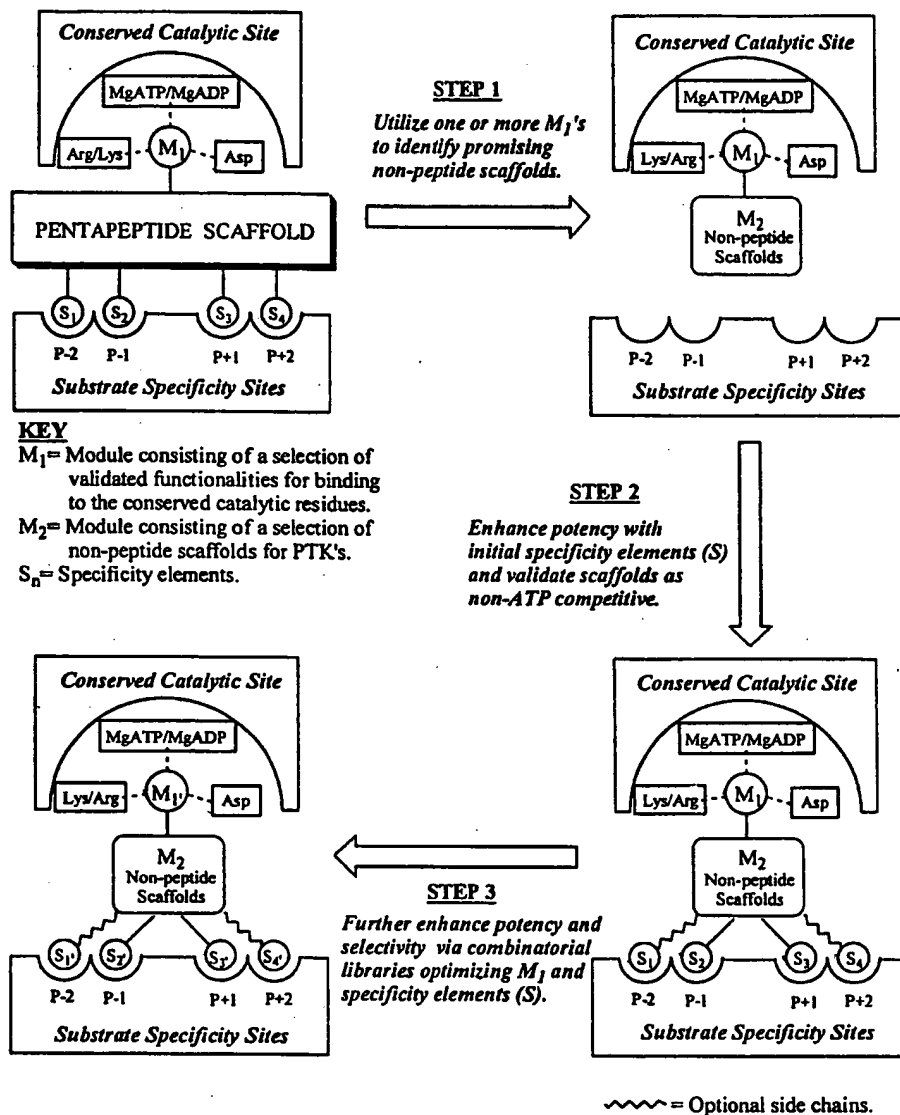 Conserved Catalytic Site
MgATP/MgADP
Arg/Lys
M1
Asp
PENTAPEPTIDE SCAFFOLD
S1
S2
S3
S4
P-2
P-1
P+1
P+2
Substrate Specificity Sites
STEP 1
Utilize one or more M1's
to identify promising
non-peptide scaffolds.
Conserved Catalytic Site
MgATP/MgADP
Lys/Arg
M1
Asp
M2
Non-peptide
Scaffolds
P-2
P-1
P+1
P+2
Substrate Specificity Sites
KEY
M1= Module consisting of a selection of
validated functionalities for binding
to the conserved catalytic residues.
M2= Module consisting of a selection of
non-peptide scaffolds for PTK's.
Sn= Specificity elements.
STEP 2
Enhance potency with
initial specificity elements (S)
and validate scaffolds as
non-ATP competitive.
Conserved Catalytic Site
MgATP/MgADP
Lys/Arg
M1'
Asp
M2
Non-peptide
Scaffolds
S1'
S2'
S3'
S4'
P-2
P-1
P+1
P+2
Substrate Specificity Sites
STEP 3
Further enhance potency and
selectivity via combinatorial
libraries optimizing M1 and
specificity elements (S).
Conserved Catalytic Site
MgATP/MgADP
Lys/Arg
M1
Asp
M2
Non-peptide
Scaffolds
S1
S2
S3
S4
P-2
P-1
P+1
P+2
Substrate Specificity Sites
= Optional side chains.